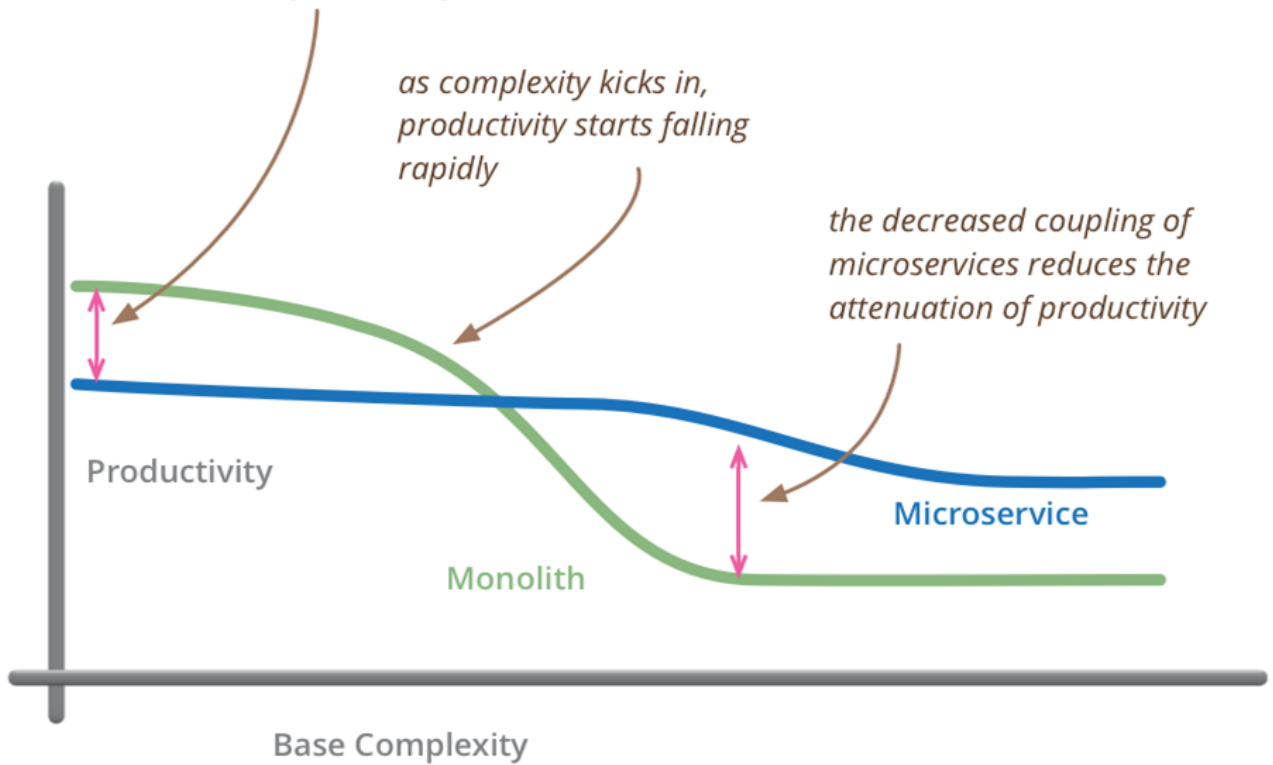 as complexity kicks in,
productivity starts falling
rapidly
the decreased coupling of
microservices reduces the
attenuation of productivity
Productivity
Microservice
Monolith
Base Complexity